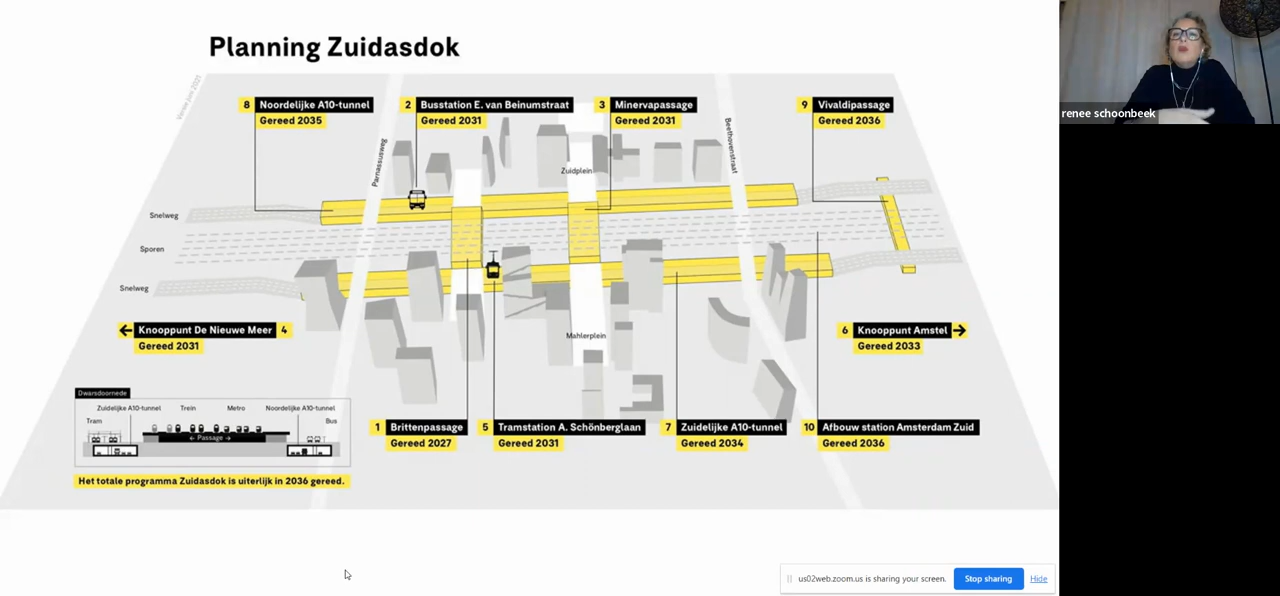 Planning Zuidasdok
renee schoonbeek
Versie juni 2021
8 Noordelijke A10-tunnel
Gereed 2035
2 Busstation E. van Beinumstraat
Gereed 2031
3 Minervapassage
Gereed 2031
9 Vivaldipassage
Gereed 2036
Parnassusweg
Zuidplein
Beethovenstraat
Snelweg
Sporen
Snelweg
Mahlerplein
Knooppunt De Nieuwe Meer 4
Gereed 2031
6 Knooppunt Amstel
Gereed 2033
Dwarsdoorsnede
Zuidelijke A10-tunnel
Trein
Metro
Noordelijke A10-tunnel
Tram
Bus
← Passage →
1 Brittenpassage
Gereed 2027
5 Tramstation A. Schönberglaan
Gereed 2031
7 Zuidelijke A10-tunnel
Gereed 2034
10 Afbouw station Amsterdam Zuid
Gereed 2036
Het totale programma Zuidasdok is uiterlijk in 2036 gereed.
us02web.zoom.us is sharing your screen.
Stop sharing
Hide